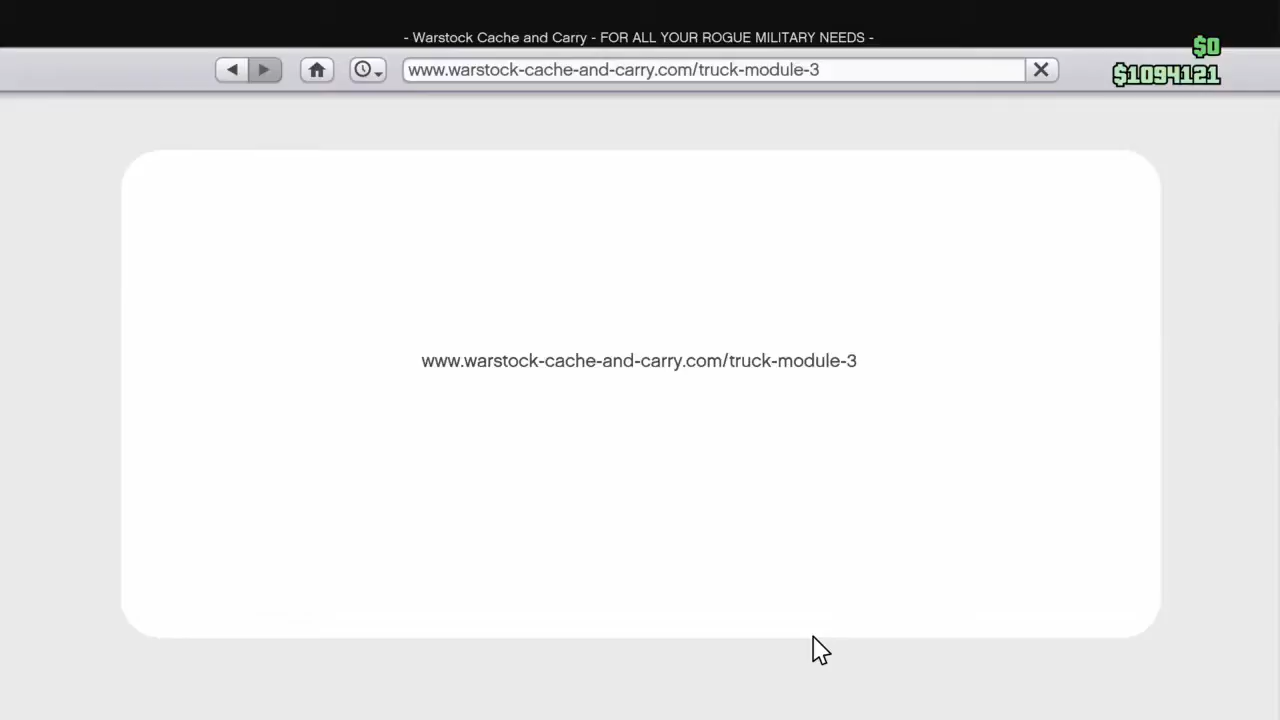 - Warstock Cache and Carry - FOR ALL YOUR ROGUE MILITARY NEEDS -
$0
www.warstock-cache-and-carry.com/truck-module-3
$1094121
www.warstock-cache-and-carry.com/truck-module-3